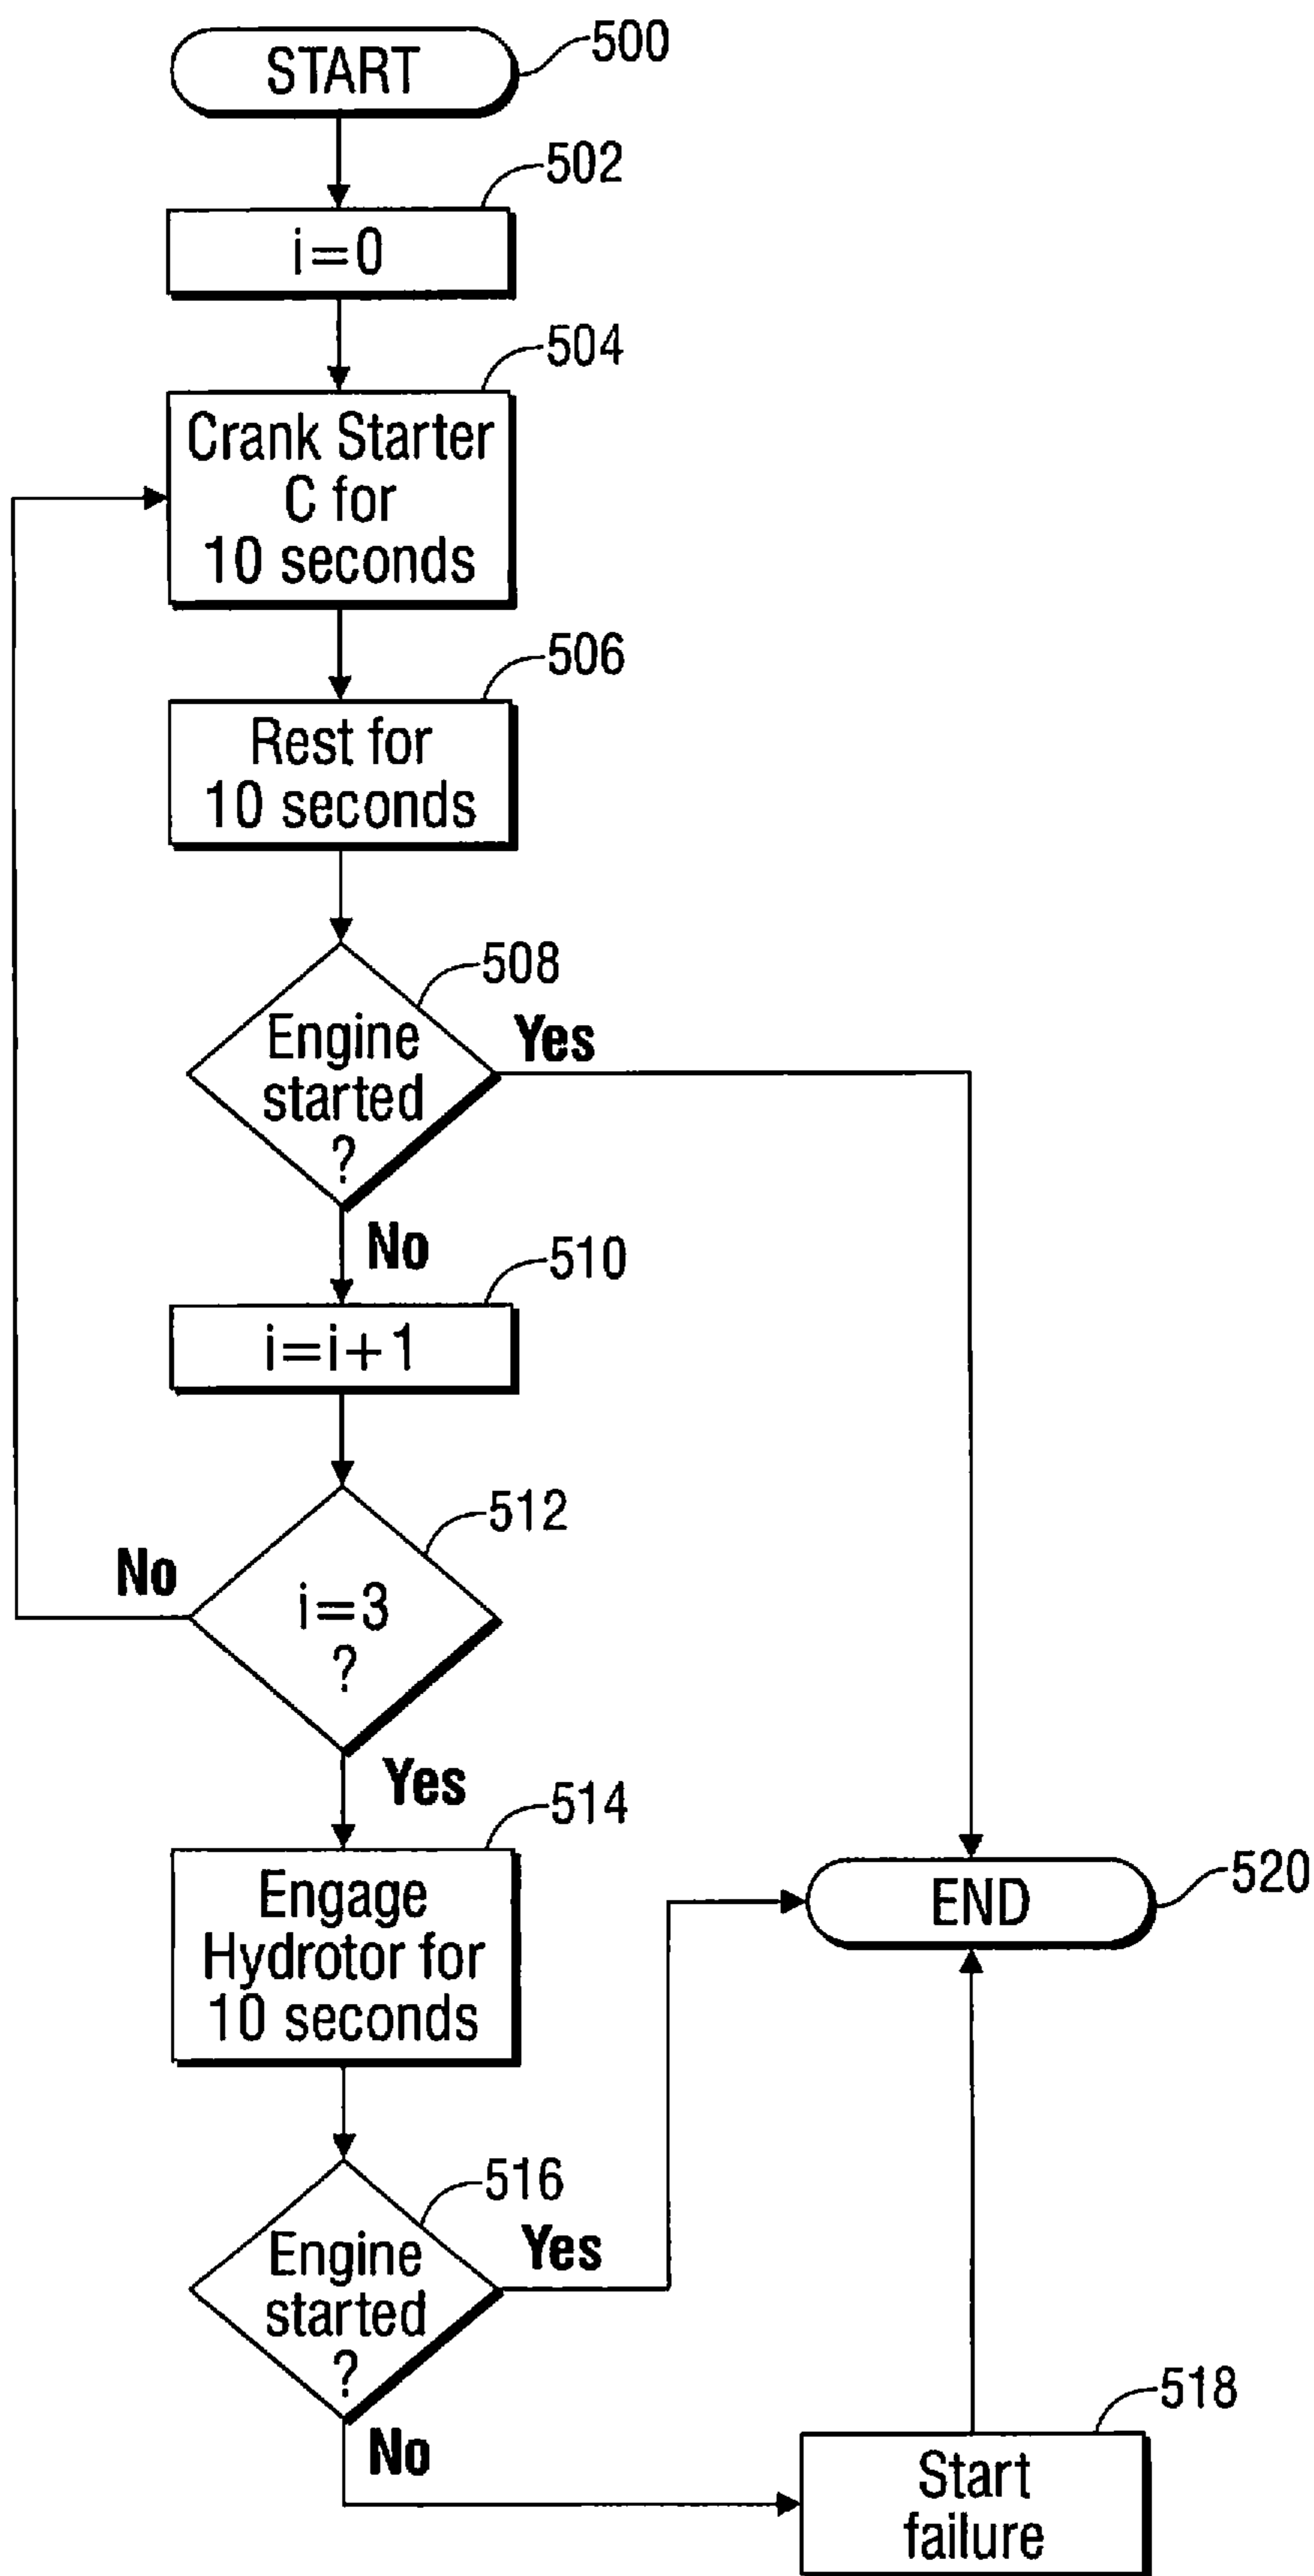 START
500
502
i=0
504
Crank Starter
C for
10 seconds
506
Rest for
10 seconds
508
Engine
started
?
Yes
No
510
i=i+1
512
i=3
?
No
Yes
514
Engage
Hydrotor for
10 seconds
END
520
516
Engine
started
?
Yes
No
518
Start
failure